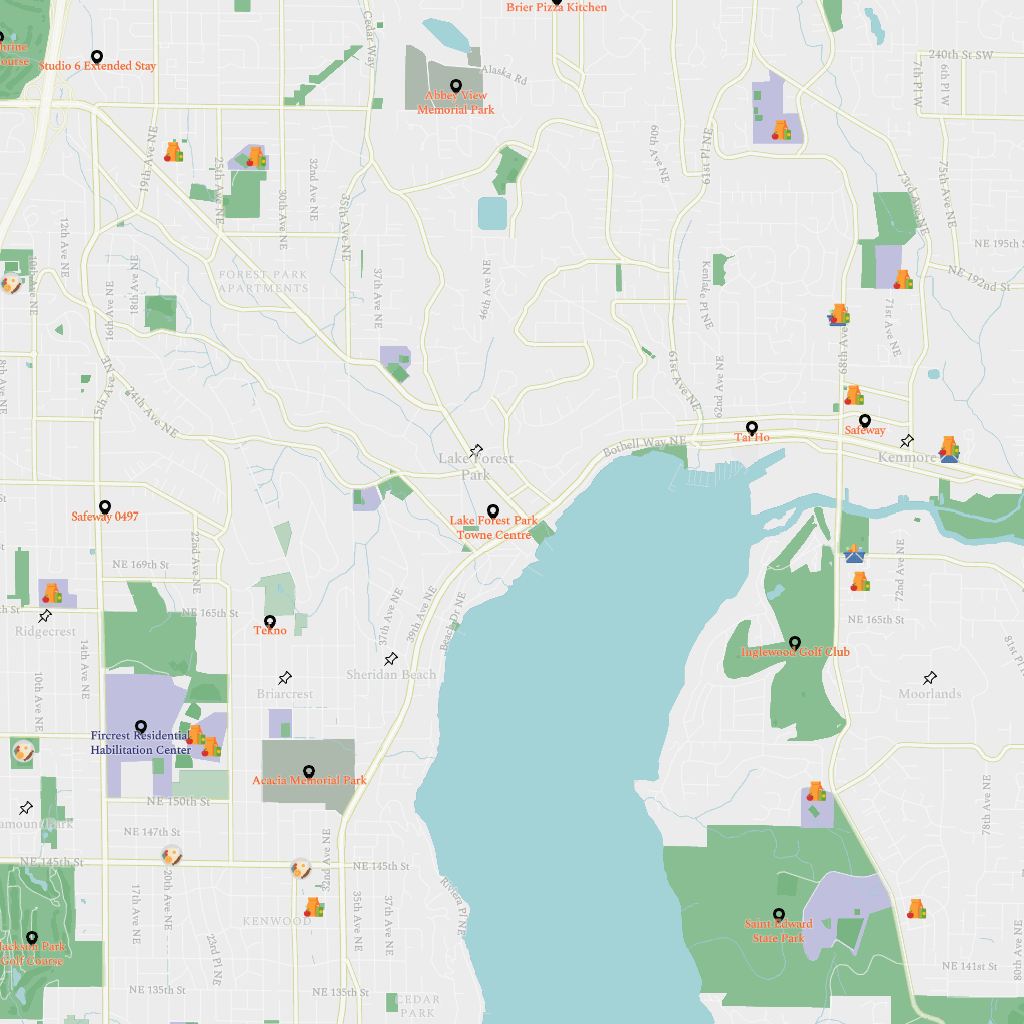 Brier Pizza Kitchen
Cedar Way
240th St SW
Studio 6 Extended Stay
Alaska Rd
7th Pl W
6th Pl W
Abbey View
Memorial Park
19th Ave NE
25th Ave NE
32nd Ave NE
30th Ave NE
35th Ave NE
61st Pl NE
73rd Ave NE
75th Ave NE
12th Ave NE
10th Ave NE
NE 195th S
NE 192nd St
FOREST PARK
APARTMENTS
16th Ave NE
18th Ave NE
37th Ave NE
46th Ave NE
Kenlake Pl NE
71st Ave NE
68th Ave NE
8th Ave NE
15th Ave NE
24th Ave NE
61st Ave NE
62nd Ave NE
Bothell Way NE
Tai Ho
Safeway
Kenmore
Lake Forest
Park
Safeway 0497
Lake Forest Park
Towne Centre
22nd Ave NE
NE 169th St
72nd Ave NE
NE 165th St
NE 165th St
Ridgecrest
Tekno
37th Ave NE
39th Ave NE
Beach Dr NE
81st Pl
Inglewood Golf Club
14th Ave NE
10th Ave NE
Briarcrest
Sheridan Beach
Moorlands
Fircrest Residential
Habilitation Center
Acacia Memorial Park
NE 150th St
78th Ave NE
amount Park
NE 147th St
NE 145th St
NE 145th St
32nd Ave NE
17th Ave NE
20th Ave NE
23rd Pl NE
KENWOOD
35th Ave NE
37th Ave NE
Riviera Pl NE
Saint Edward
State Park
Jackson Park
Golf Course
NE 141st St
80th Ave NE
NE 135th St
NE 135th St
CEDAR
PARK